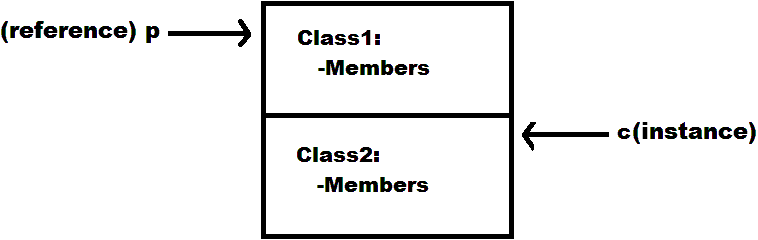 (reference) p
Class1:
-Members
c(instance)
Class2:
-Members